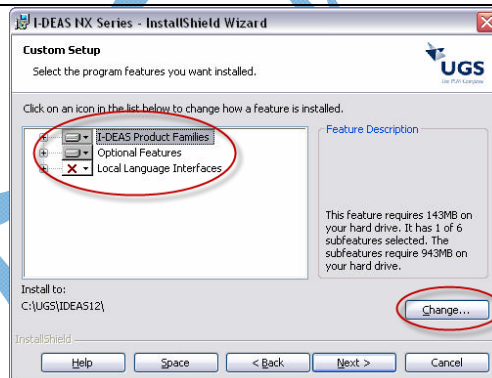 I-DEAS NX Series - InstallShield Wizard
Custom Setup
Select the program features you want installed.
UGS
The PLM Company
Click on an icon in the list below to change how a feature is installed.
I-DEAS Product Families
Optional Features
Local Language Interfaces
Feature Description
This feature requires 143MB on
your hard drive. It has 1 of 6
subfeatures selected. The
subfeatures require 943MB on
your hard drive.
Install to:
C:\UGS\IDEAS12\
Change...
InstallShield
Help
Space
< Back
Next >
Cancel